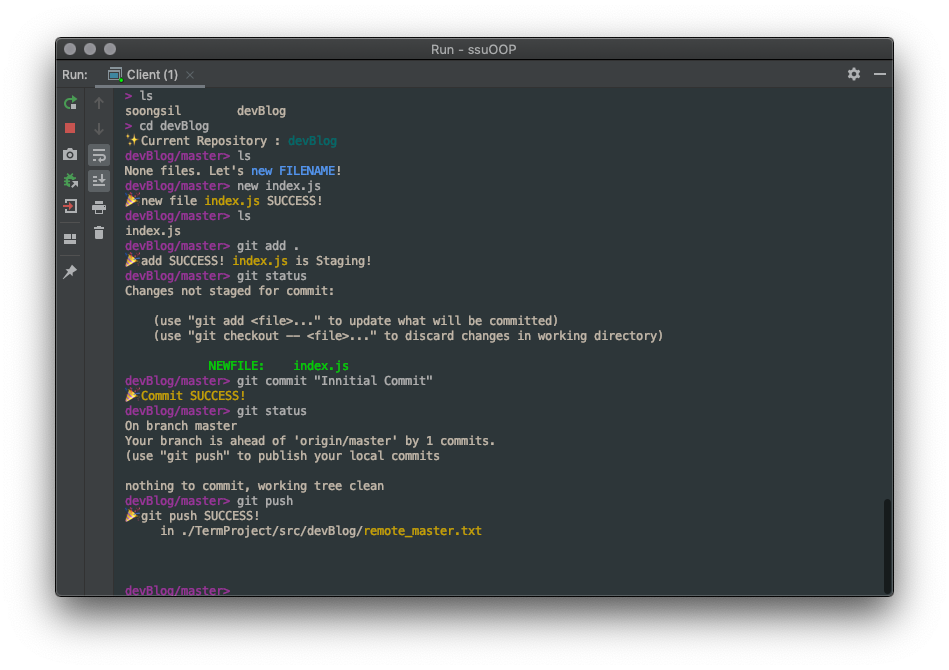 Run - ssuOOP
Run: Client (1)
> ls
soongsil devBlog
> cd devBlog
✨Current Repository : devBlog
devBlog/master> ls
None files. Let's new FILENAME!
devBlog/master> new index.js
🎉new file index.js SUCCESS!
devBlog/master> ls
index.js
devBlog/master> git add .
🎉add SUCCESS! index.js is Staging!
devBlog/master> git status
Changes not staged for commit:
(use "git add <file>..." to update what will be committed)
(use "git checkout -- <file>..." to discard changes in working directory)
NEWFILE: index.js
devBlog/master> git commit "Innitial Commit"
🎉Commit SUCCESS!
devBlog/master> git status
On branch master
Your branch is ahead of 'origin/master' by 1 commits.
(use "git push" to publish your local commits
nothing to commit, working tree clean
devBlog/master> git push
🎉git push SUCCESS!
in ./TermProject/src/devBlog/remote_master.txt
devBlog/master>